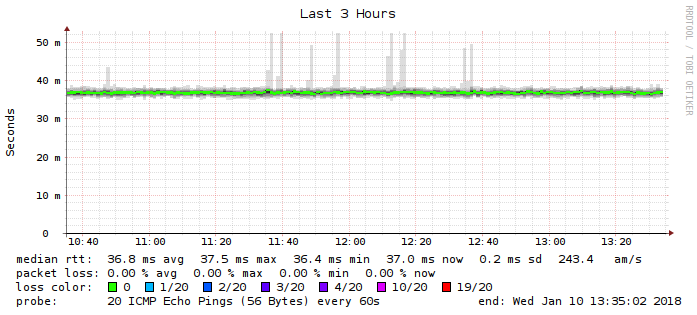 Last 3 Hours
RRDTOOL / TOBI OETIKER
Seconds
50 m
40 m
30 m
20 m
10 m
0
10:40 11:00 11:20 11:40 12:00 12:20 12:40 13:00 13:20
median rtt: 36.8 ms avg 37.5 ms max 36.4 ms min 37.0 ms now 0.2 ms sd 243.4 am/s
packet loss: 0.00 % avg 0.00 % max 0.00 % min 0.00 % now
loss color: 0 1/20 2/20 3/20 4/20 10/20 19/20
probe: 20 ICMP Echo Pings (56 Bytes) every 60s end: Wed Jan 10 13:35:02 2018